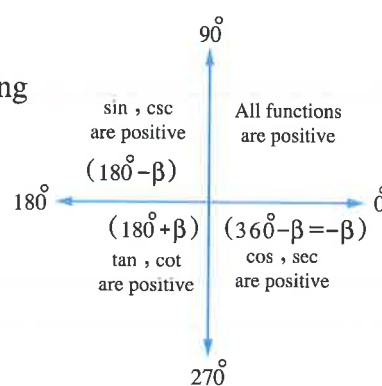 90°
ng
sin , csc
are positive
All functions
are positive
(180°-β)
180°
0°
(180°+β)
(360°-β=-β)
tan , cot
are positive
cos , sec
are positive
270°